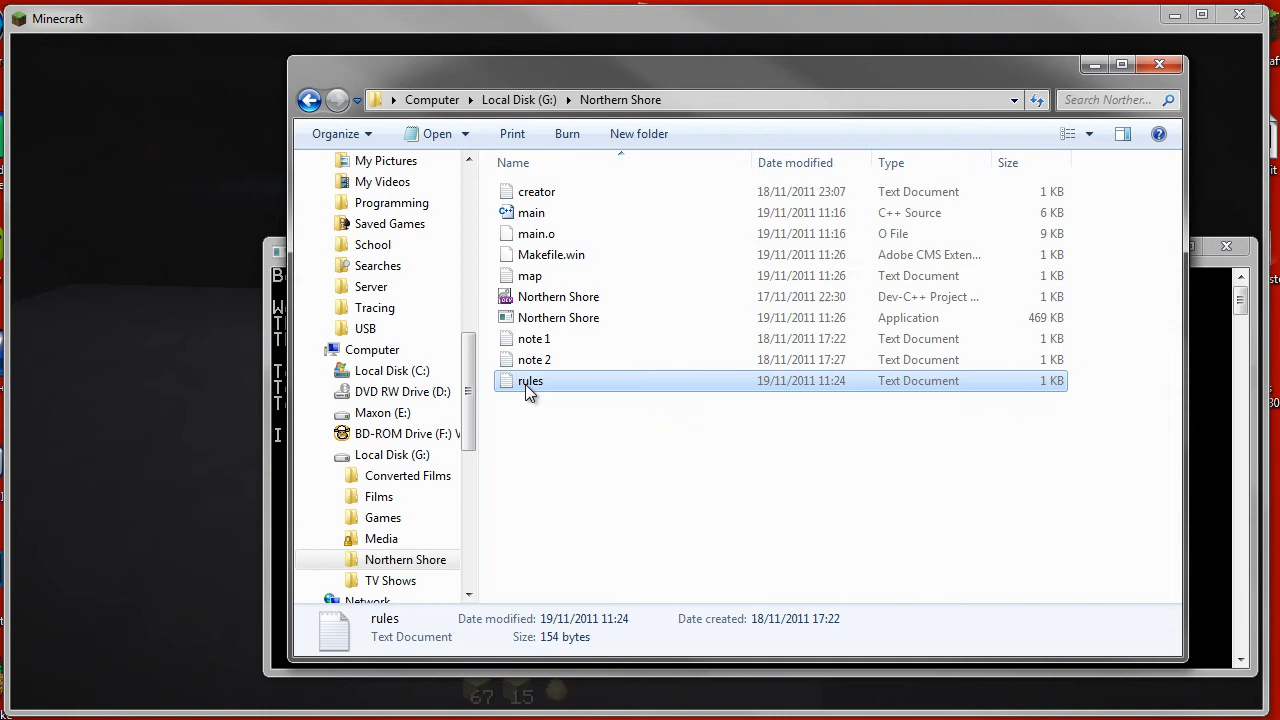 Minecraft
Computer Local Disk (G:) Northern Shore
Search Norther...
Organize Open Print Burn New folder
My Pictures
My Videos
Programming
Saved Games
School
Searches
Server
Tracing
USB
Computer
Local Disk (C:)
DVD RW Drive (D:)
Maxon (E:)
BD-ROM Drive (F:) V
Local Disk (G:)
Converted Films
Films
Games
Media
Northern Shore
TV Shows
Network
Name Date modified Type Size
creator 18/11/2011 23:07 Text Document 1 KB
main 19/11/2011 11:16 C++ Source 6 KB
main.o 19/11/2011 11:16 O File 9 KB
Makefile.win 19/11/2011 11:26 Adobe CMS Exten... 1 KB
map 19/11/2011 11:26 Text Document 1 KB
Northern Shore 17/11/2011 22:30 Dev-C++ Project ... 1 KB
Northern Shore 19/11/2011 11:26 Application 469 KB
note 1 18/11/2011 17:22 Text Document 1 KB
note 2 18/11/2011 17:27 Text Document 1 KB
rules 19/11/2011 11:24 Text Document 1 KB
rules Date modified: 19/11/2011 11:24 Date created: 18/11/2011 17:22
Text Document Size: 154 bytes
67 15